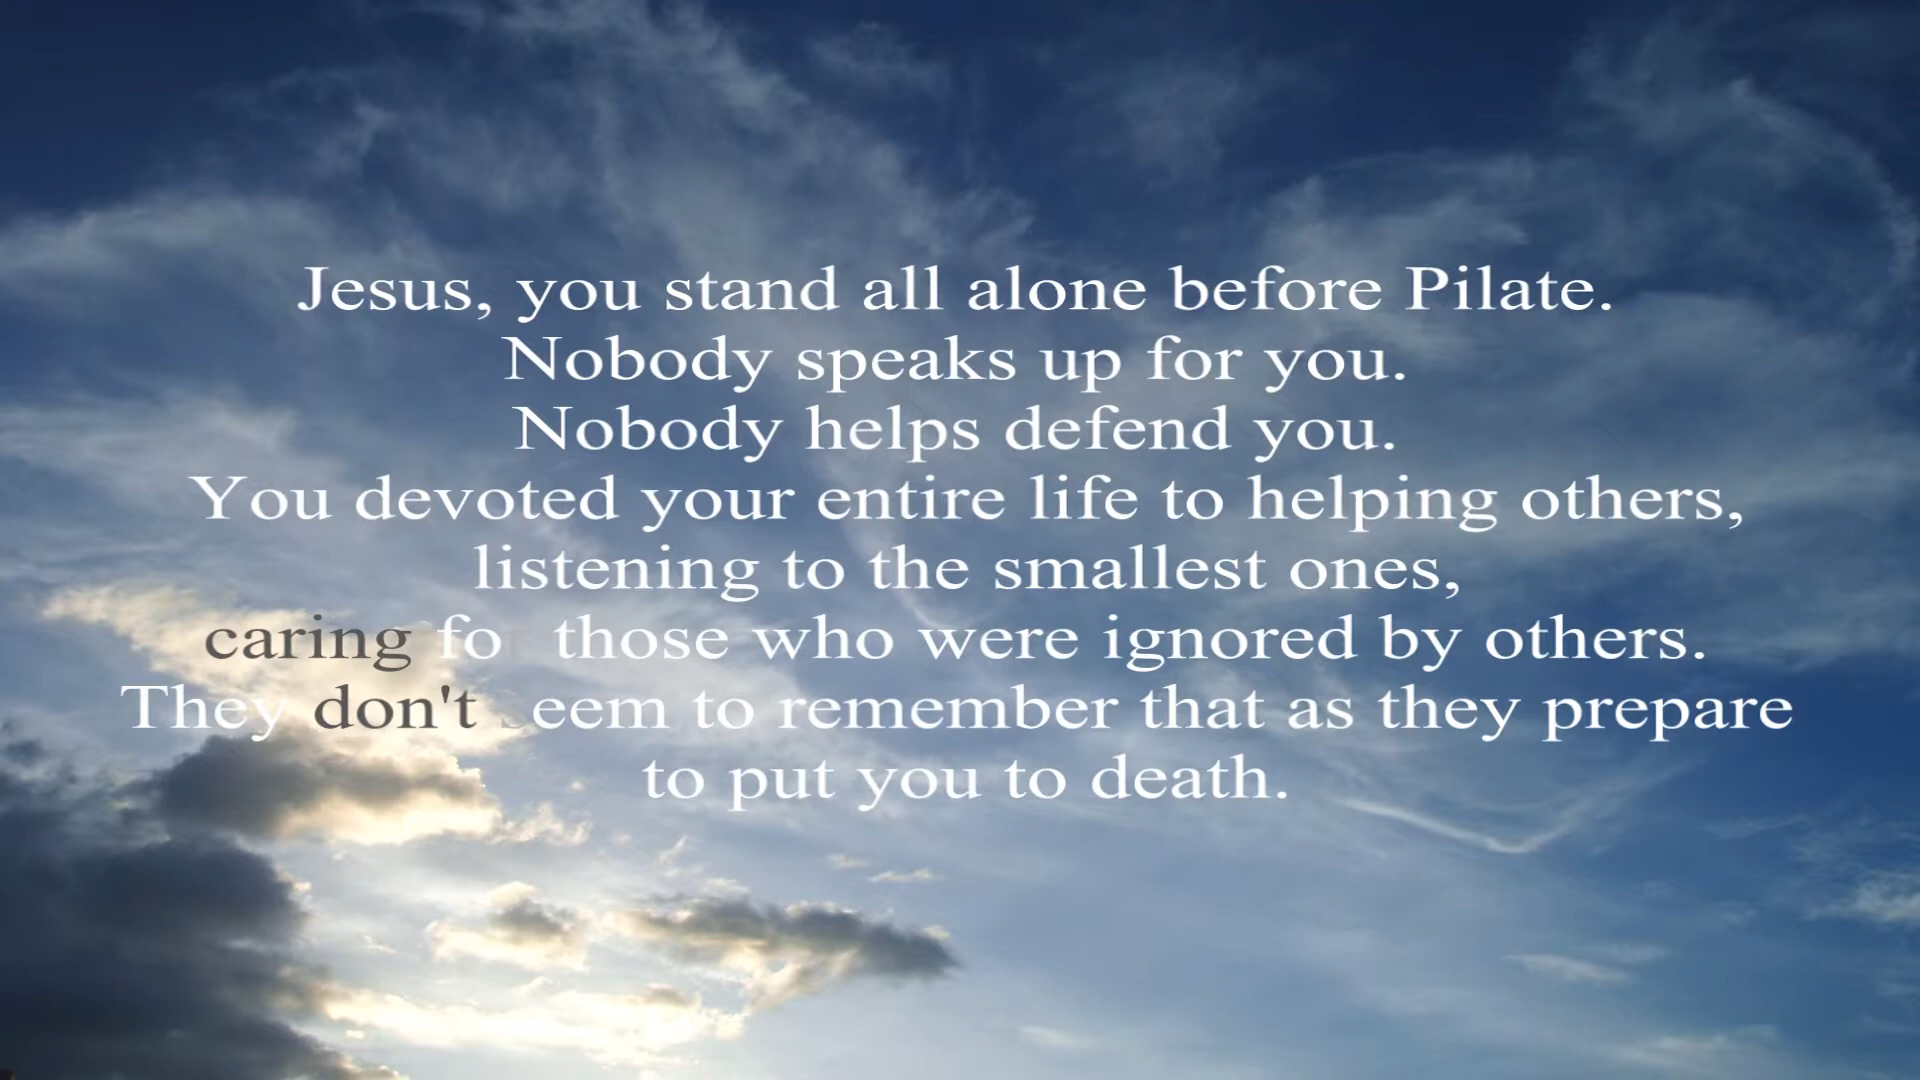 Jesus, you stand all alone before Pilate.
Nobody speaks up for you.
Nobody helps defend you.
You devoted your entire life to helping others,
listening to the smallest ones,
caring for those who were ignored by others.
They don't seem to remember that as they prepare
to put you to death.